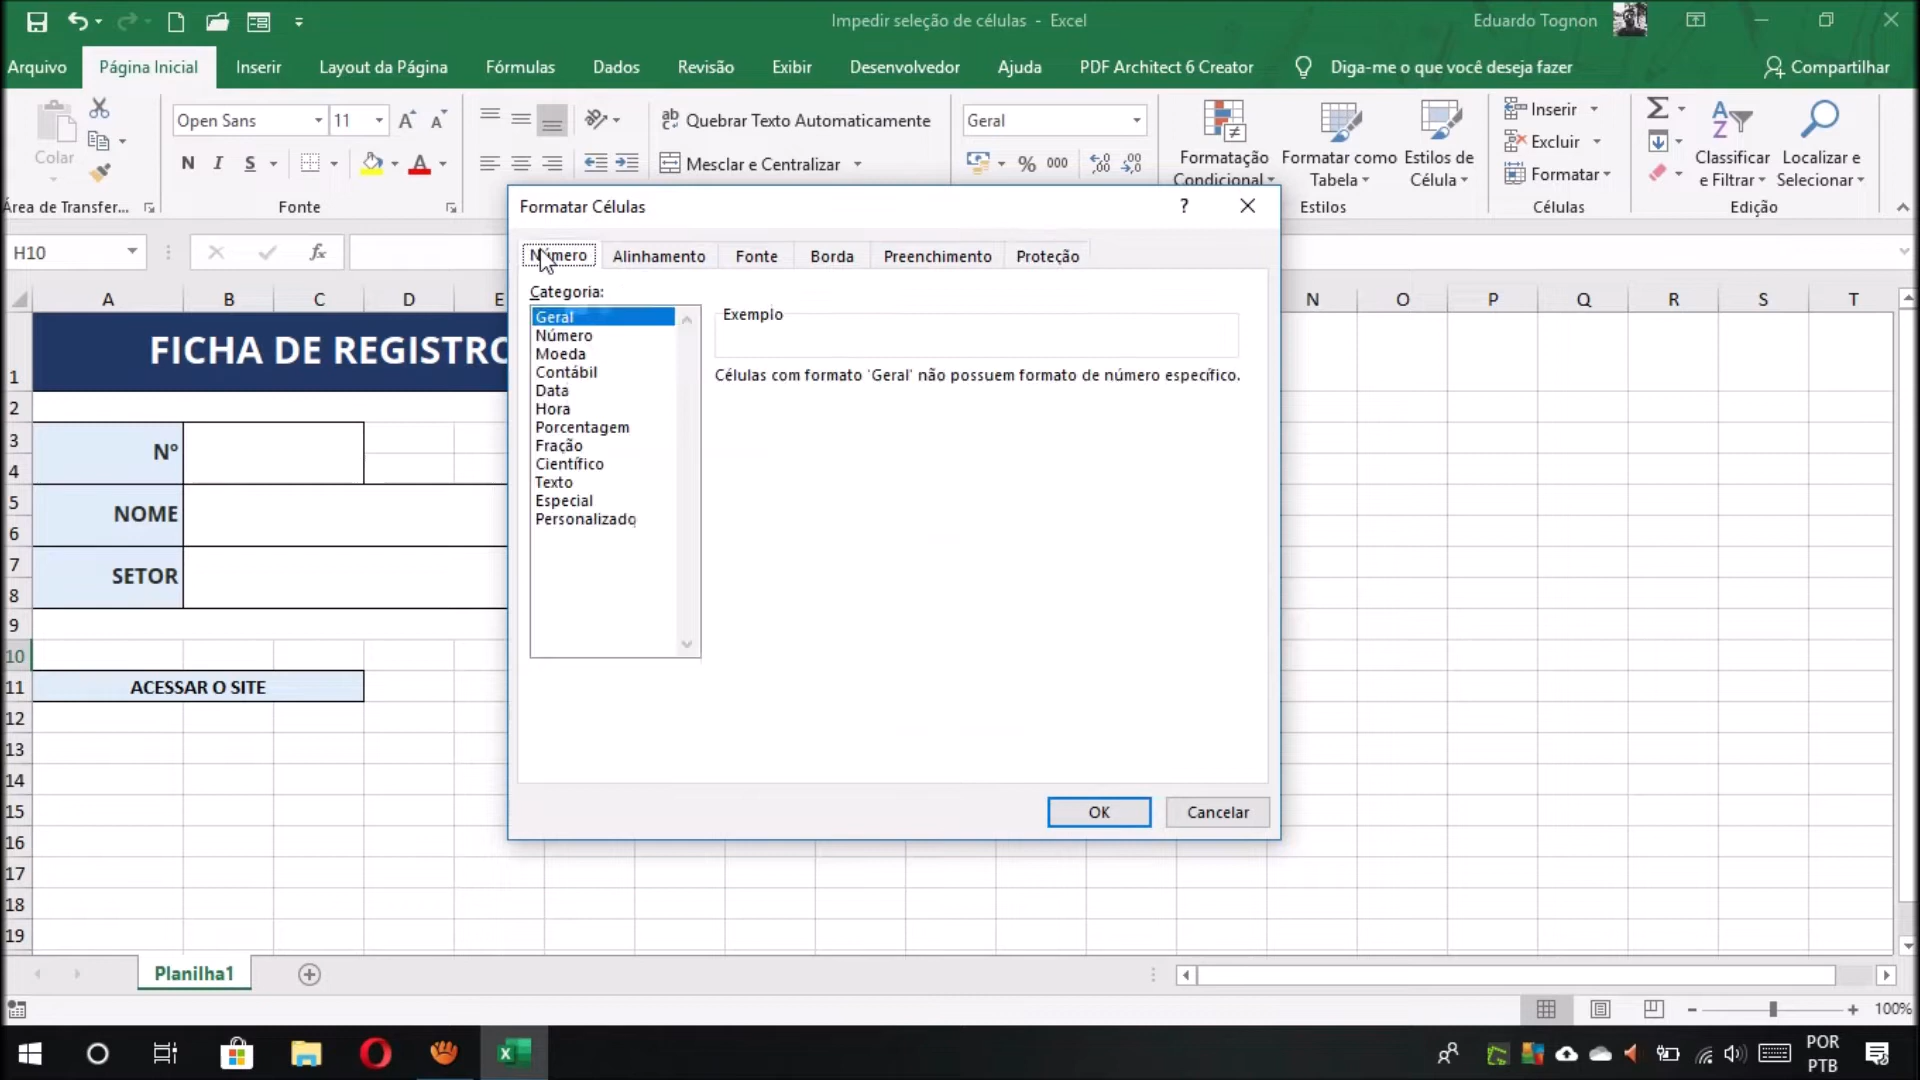 Impedir seleção de células - Excel
Eduardo Tognon
Arquivo
Página Inicial
Inserir
Layout da Página
Fórmulas
Dados
Revisão
Exibir
Desenvolvedor
Ajuda
PDF Architect 6 Creator
Diga-me o que você deseja fazer
Compartilhar
Colar
Open Sans
11
N I S
Quebrar Texto Automaticamente
Mesclar e Centralizar
Geral
% 000
Formatação Condicional
Formatar como Tabela
Estilos de Célula
Inserir
Excluir
Formatar
Classificar e Filtrar
Localizar e Selecionar
Área de Transfer...
Fonte
Estilos
Células
Edição
H10
fx
Formatar Células
?
Número
Alinhamento
Fonte
Borda
Preenchimento
Proteção
Categoria:
Geral
Número
Moeda
Contábil
Data
Hora
Porcentagem
Fração
Científico
Texto
Especial
Personalizado
Exemplo
Células com formato 'Geral' não possuem formato de número específico.
OK
Cancelar
A B C D E N O P Q R S T
1
2
3
4
5
6
7
8
9
10
11
12
13
14
15
16
17
18
19
FICHA DE REGISTRO
Nº
NOME
SETOR
ACESSAR O SITE
Planilha1
100%
POR
PTB